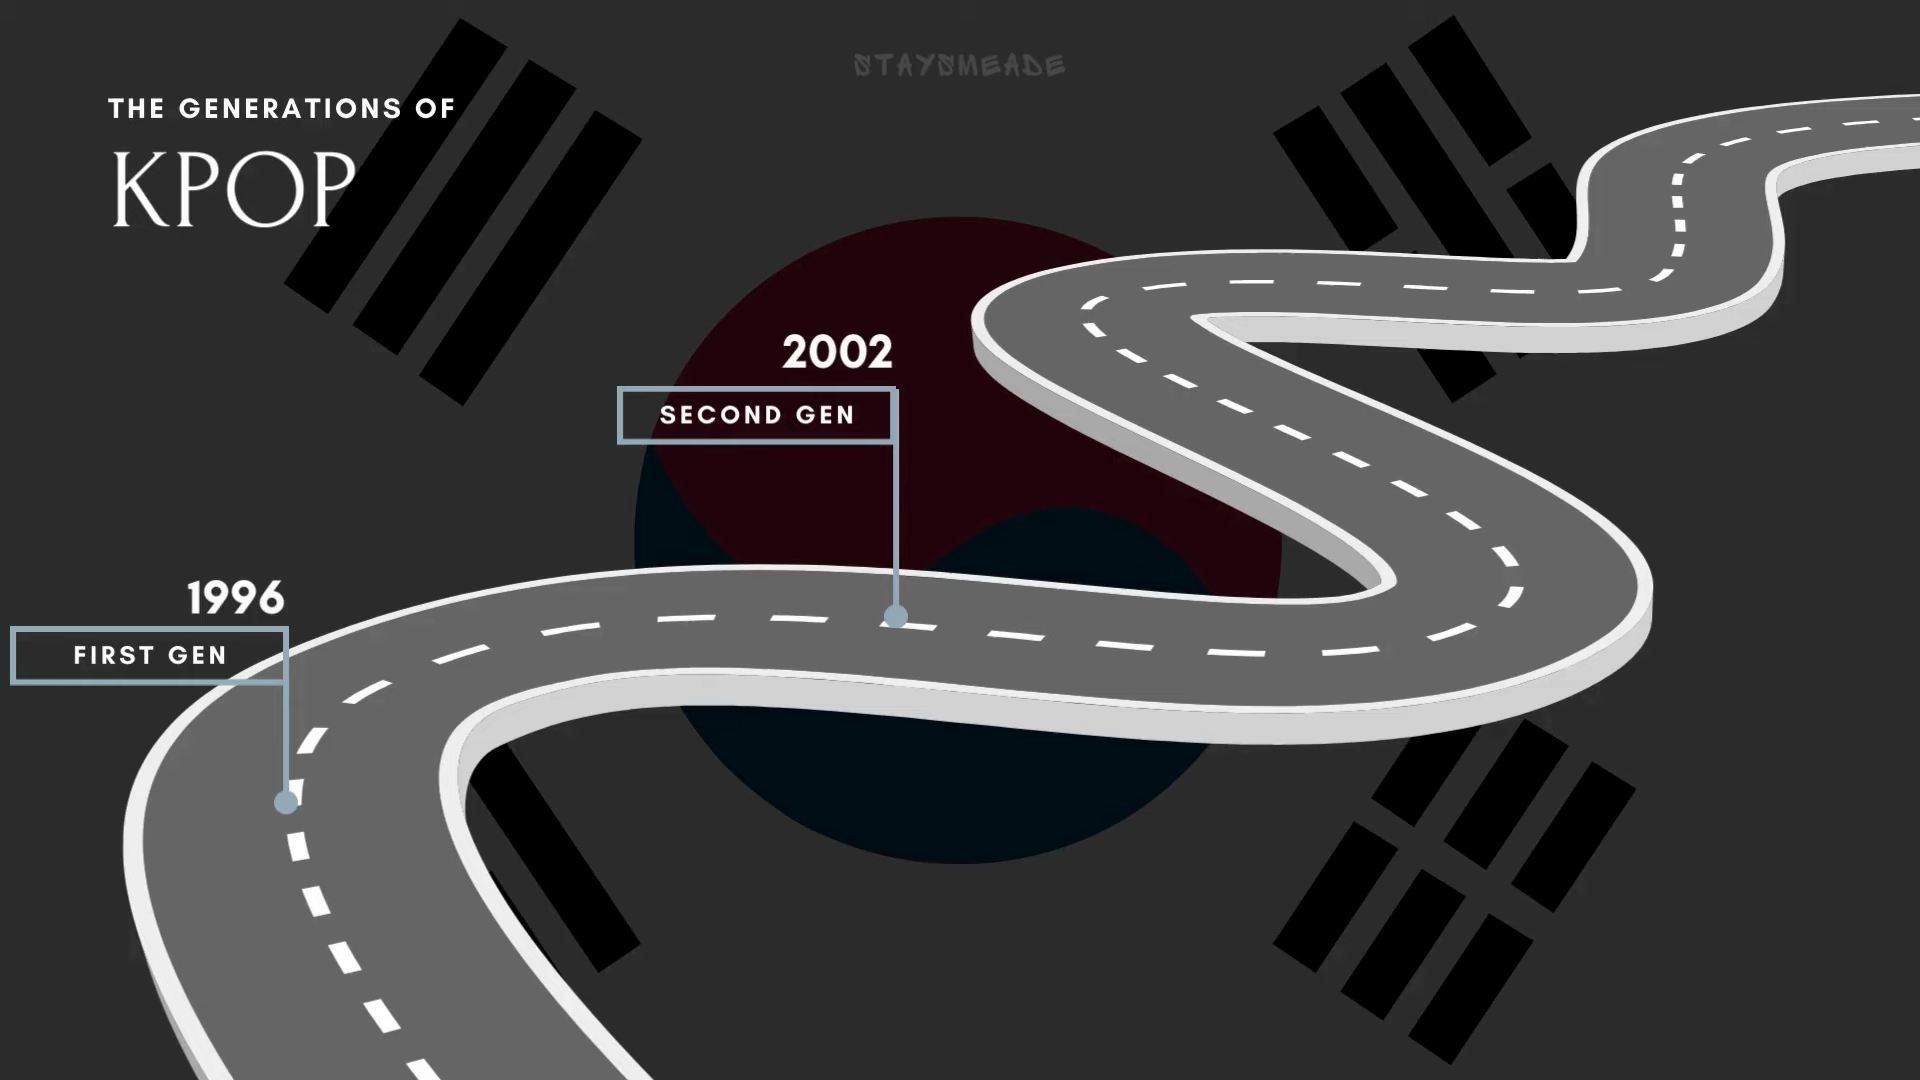 STAYSMEADE
THE GENERATIONS OF
KPOP
2002
SECOND GEN
1996
FIRST GEN